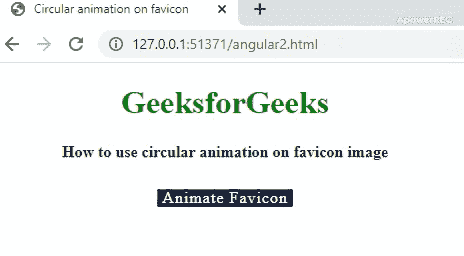 Circular animation on favicon
ApowerREC
127.0.0.1:51371/angular2.html
GeeksforGeeks
How to use circular animation on favicon image
Animate Favicon